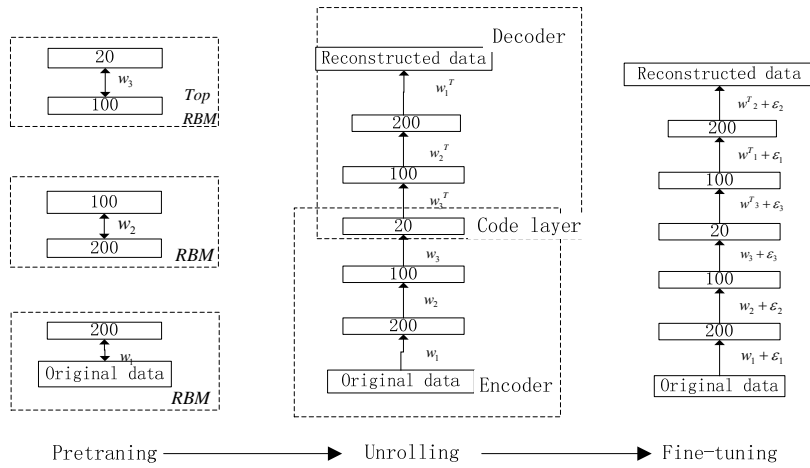 20
w₃
100
Top
RBM
100
w₂
200
RBM
200
w₁
Original data
RBM
Decoder
Reconstructed data
w₁ᵀ
200
w₂ᵀ
100
w₃ᵀ
20
Code layer
w₃
100
w₂
200
w₁
Original data
Encoder
Reconstructed data
wᵀ₂ + ε₂
200
wᵀ₁ + ε₁
100
wᵀ₃ + ε₃
20
w₃ + ε₃
100
w₂ + ε₂
200
w₁ + ε₁
Original data
Pretraning
Unrolling
Fine-tuning